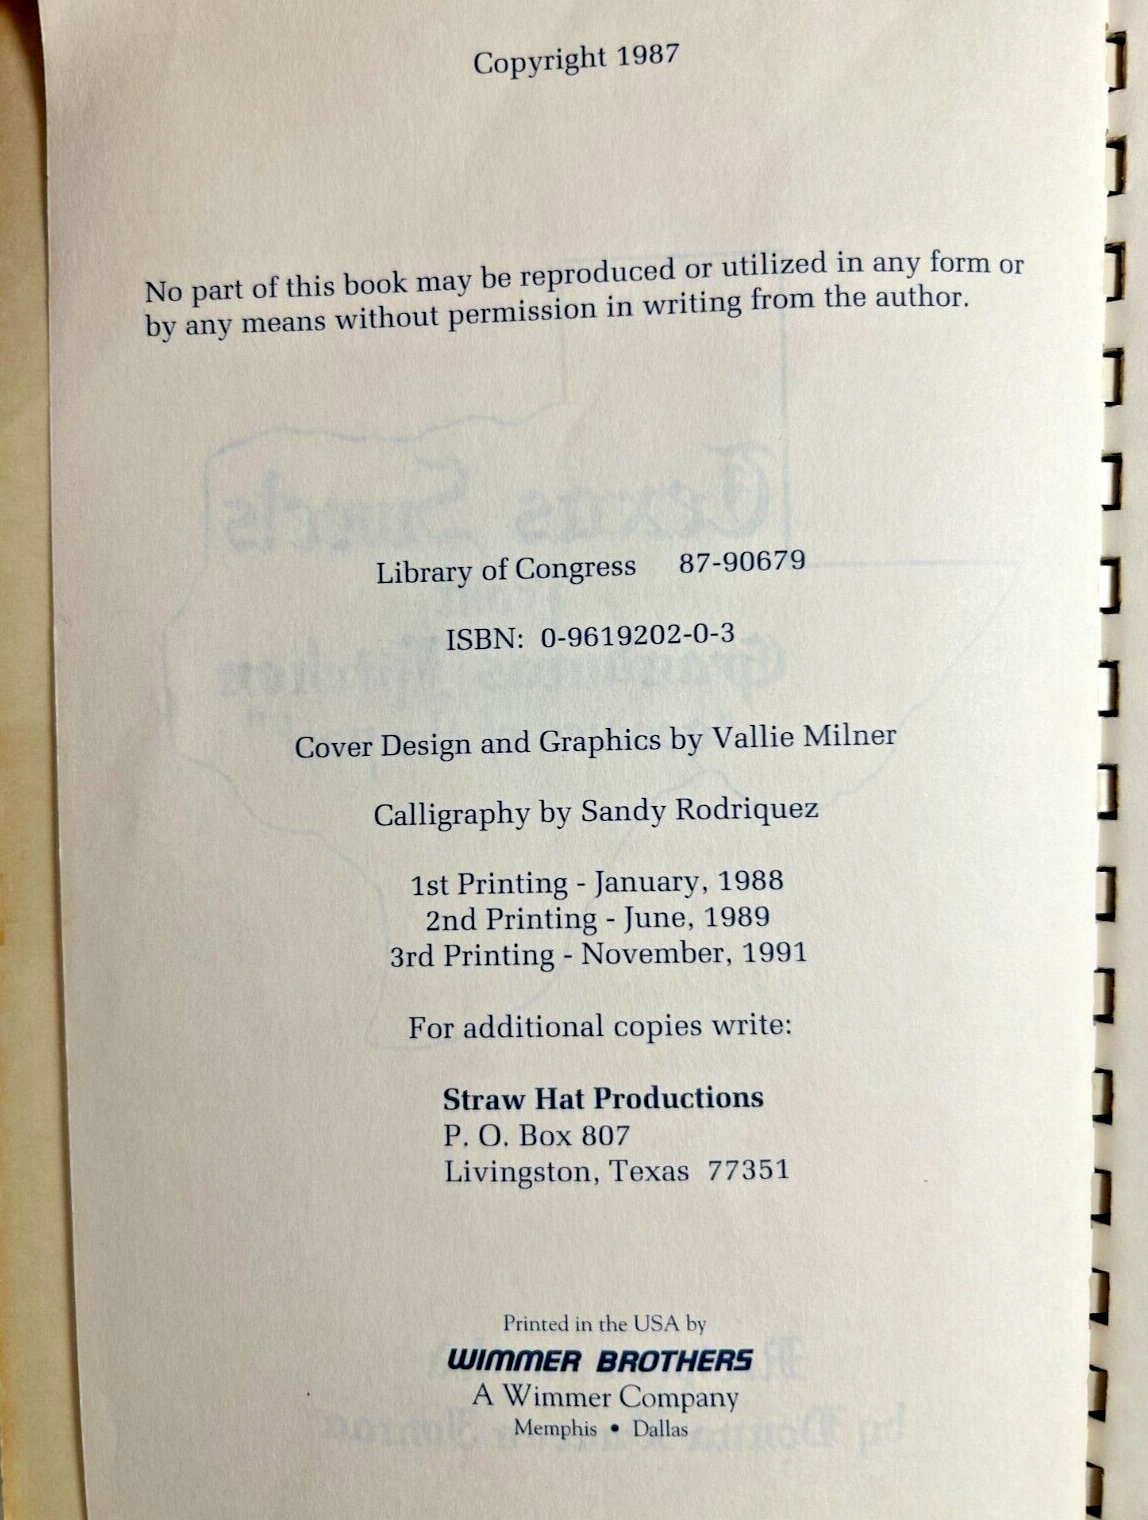 Copyright 1987
No part of this book may be reproduced or utilized in any form or
by any means without permission in writing from the author.
Library of Congress 87-90679
ISBN: 0-9619202-0-3
Cover Design and Graphics by Vallie Milner
Calligraphy by Sandy Rodriquez
1st Printing - January, 1988
2nd Printing - June, 1989
3rd Printing - November, 1991
For additional copies write:
Straw Hat Productions
P. O. Box 807
Livingston, Texas 77351
Printed in the USA by
WIMMER BROTHERS
A Wimmer Company
Memphis • Dallas